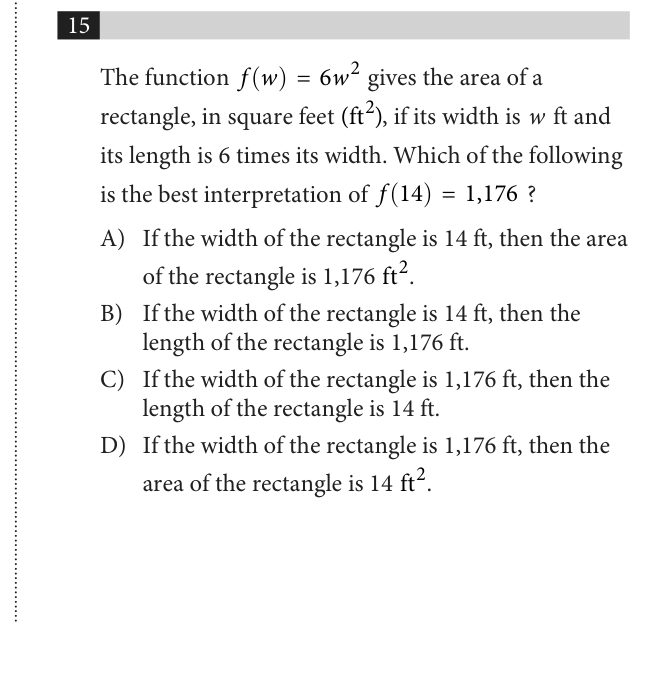 15
The function f(w) = 6w² gives the area of a
rectangle, in square feet (ft²), if its width is w ft and
its length is 6 times its width. Which of the following
is the best interpretation of f(14) = 1,176 ?
A) If the width of the rectangle is 14 ft, then the area
of the rectangle is 1,176 ft².
B) If the width of the rectangle is 14 ft, then the
length of the rectangle is 1,176 ft.
C) If the width of the rectangle is 1,176 ft, then the
length of the rectangle is 14 ft.
D) If the width of the rectangle is 1,176 ft, then the
area of the rectangle is 14 ft².